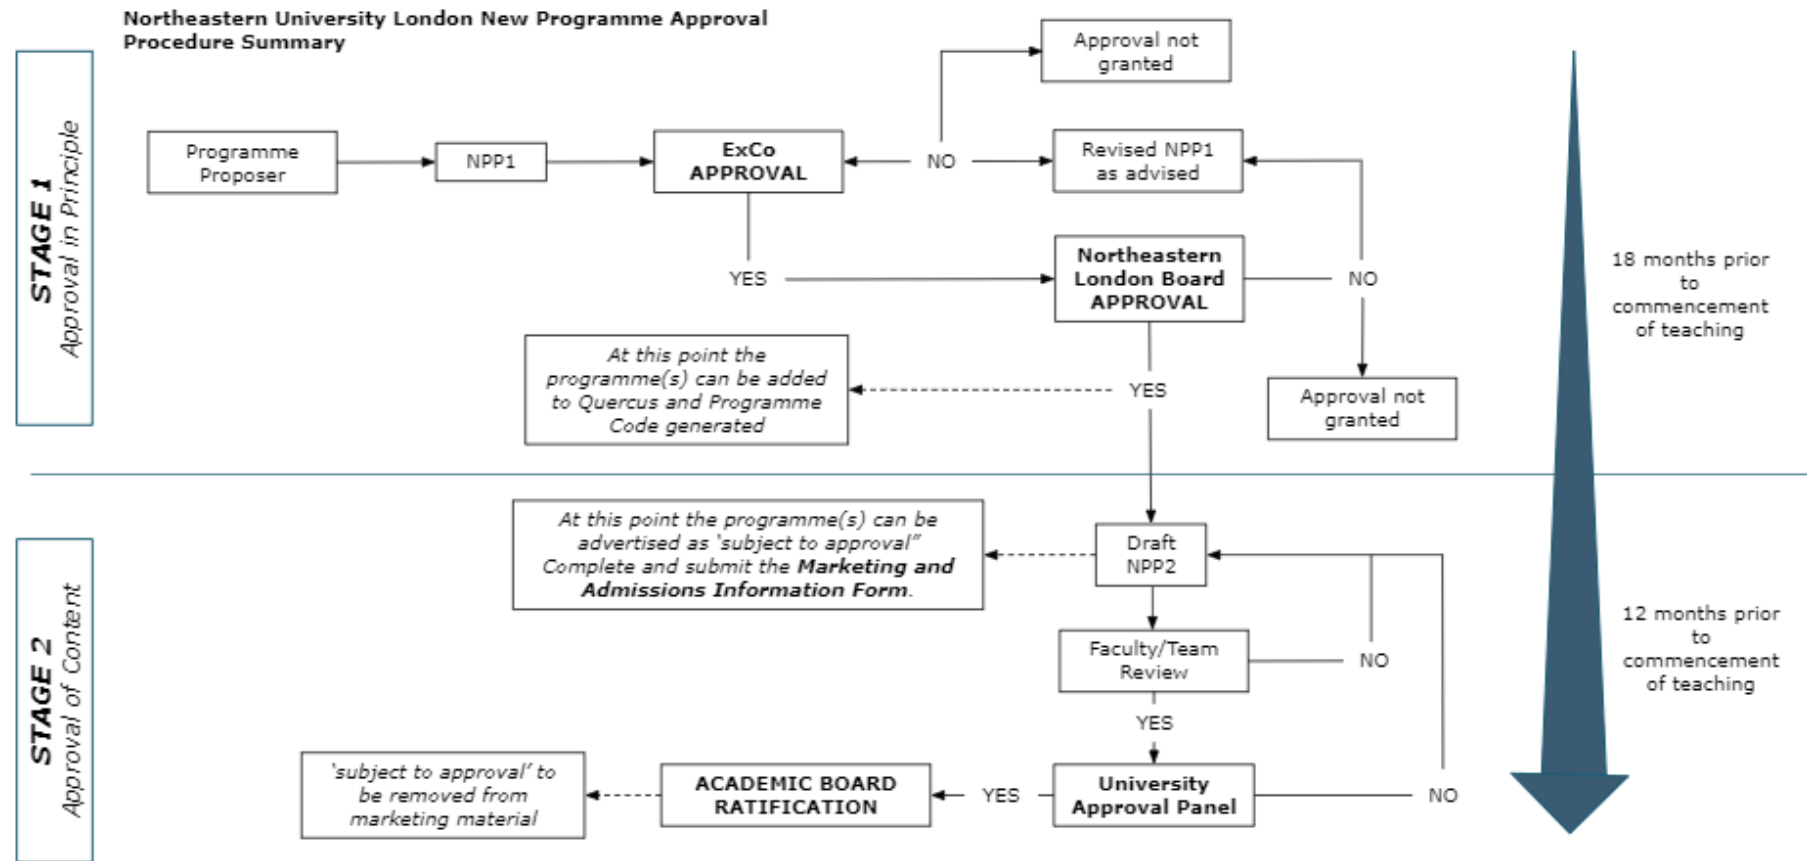 Northeastern University London New Programme Approval
Procedure Summary
STAGE 1
Approval in Principle
Programme
Proposer
NPP1
ExCo
APPROVAL
NO
Approval not
granted
Revised NPP1
as advised
YES
Northeastern
London Board
APPROVAL
NO
18 months prior
to
commencement
of teaching
At this point the
programme(s) can be added
to Quercus and Programme
Code generated
YES
Approval not
granted
STAGE 2
Approval of Content
At this point the programme(s) can be
advertised as ‘subject to approval”
Complete and submit the Marketing and
Admissions Information Form.
Draft
NPP2
Faculty/Team
Review
NO
12 months prior
to
commencement
of teaching
YES
‘subject to approval’ to
be removed from
marketing material
ACADEMIC BOARD
RATIFICATION
YES
University
Approval Panel
NO